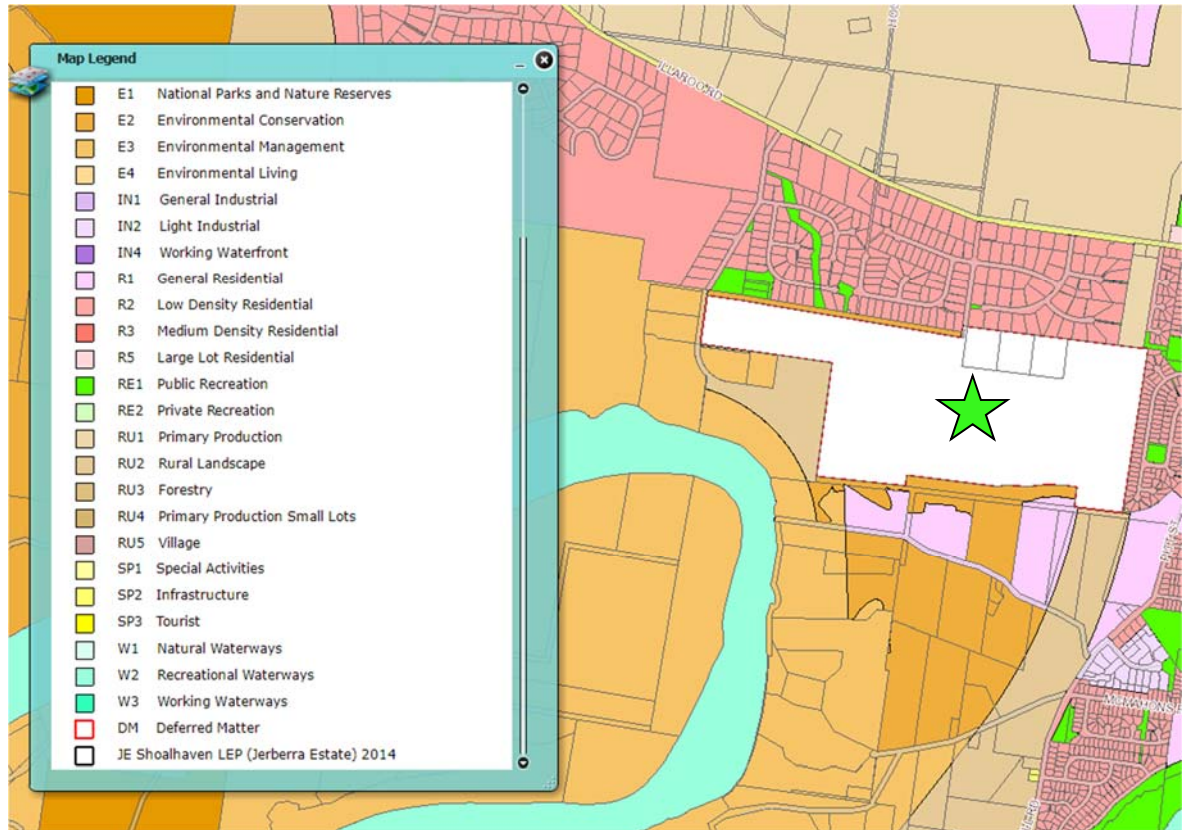 Map Legend
E1 National Parks and Nature Reserves
E2 Environmental Conservation
E3 Environmental Management
E4 Environmental Living
IN1 General Industrial
IN2 Light Industrial
IN4 Working Waterfront
R1 General Residential
R2 Low Density Residential
R3 Medium Density Residential
R5 Large Lot Residential
RE1 Public Recreation
RE2 Private Recreation
RU1 Primary Production
RU2 Rural Landscape
RU3 Forestry
RU4 Primary Production Small Lots
RU5 Village
SP1 Special Activities
SP2 Infrastructure
SP3 Tourist
W1 Natural Waterways
W2 Recreational Waterways
W3 Working Waterways
DM Deferred Matter
JE Shoalhaven LEP (Jerberra Estate) 2014
ILLAROO RD
MCMAHONS